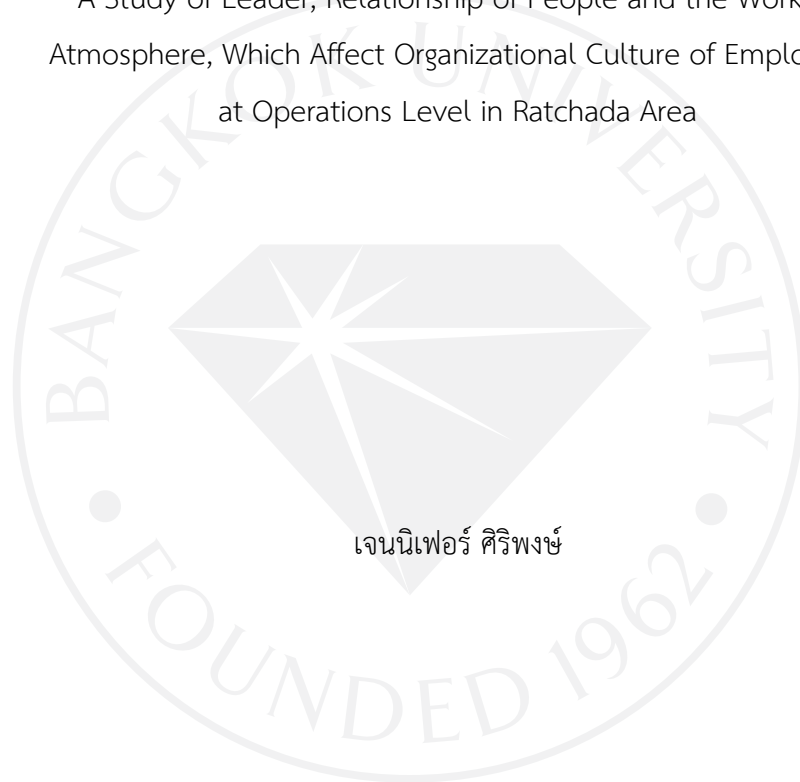 A Study of Leader, Relationship of People and the Work
Atmosphere, Which Affect Organizational Culture of
at Operations Level in Ratchada Area
BANGKOK UNIVERSITY
เจนนิเฟอร์ ศิริพงษ์
FOUNDED 1962